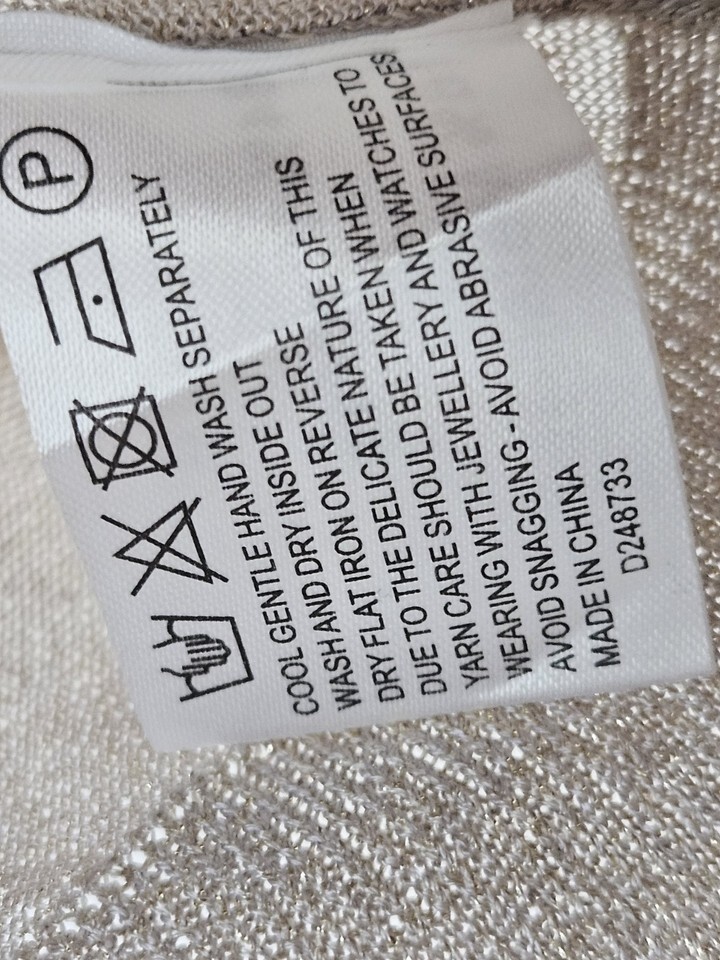 P
COOL GENTLE HAND WASH SEPARATELY
WASH AND DRY INSIDE OUT
DRY FLAT IRON ON REVERSE
DUE TO THE DELICATE NATURE OF THIS
YARN CARE SHOULD BE TAKEN WHEN
WEARING WITH JEWELLERY AND WATCHES TO
AVOID SNAGGING - AVOID ABRASIVE SURFACES
MADE IN CHINA
D248733